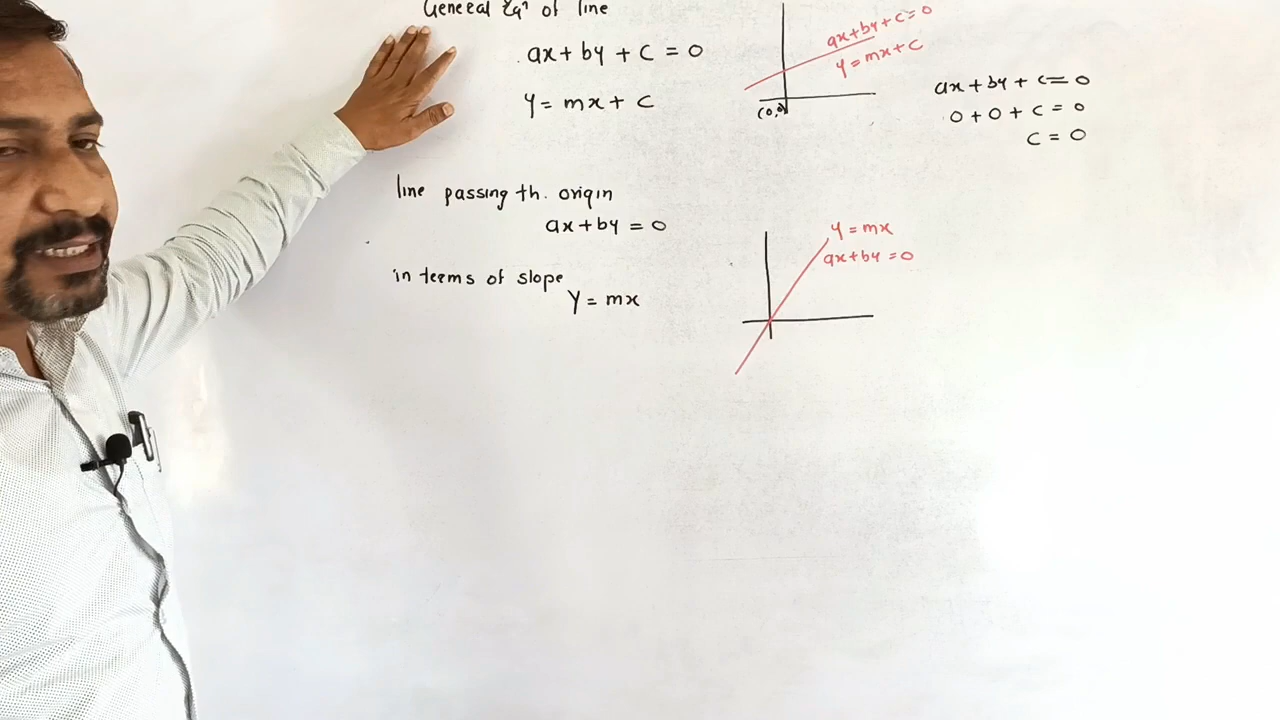 General Eqⁿ of line
ax + by + c = 0
y = mx + c
ax+by+c=0
y=mx+c
(0,0)
ax + by + c = 0
0 + 0 + c = 0
c = 0
line passing th. origin
ax+by = 0
in terms of slope
y = mx
y = mx
ax+by = 0